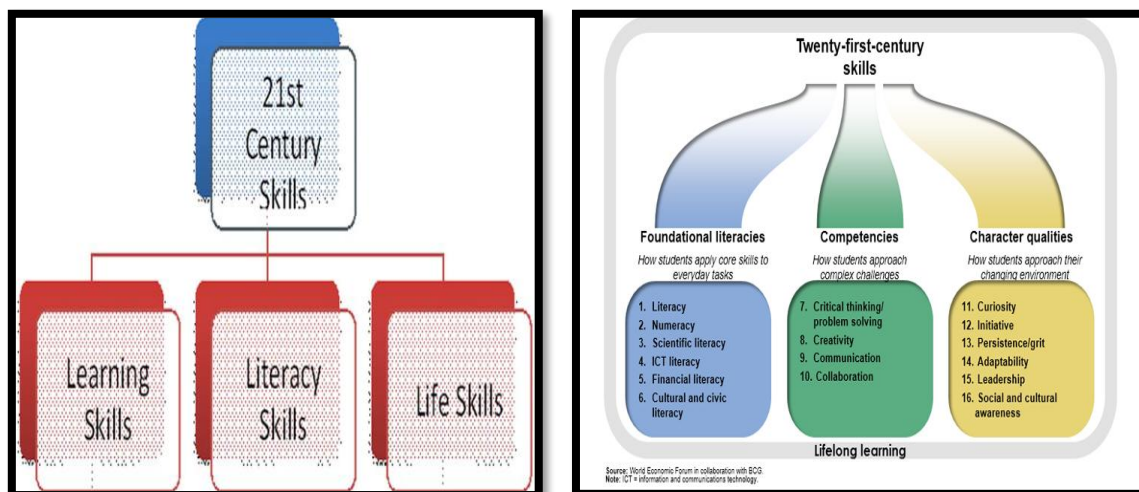 21st
Century
Skills
Learning
Skills
Literacy
Skills
Life Skills
Twenty-first-century
skills
Foundational literacies
How students apply core skills to
everyday tasks
1. Literacy
2. Numeracy
3. Scientific literacy
4. ICT literacy
5. Financial literacy
6. Cultural and civic
literacy
Competencies
How students approach
complex challenges
7. Critical thinking/
problem solving
8. Creativity
9. Communication
10. Collaboration
Character qualities
How students approach their
changing environment
11. Curiosity
12. Initiative
13. Persistence/grit
14. Adaptability
15. Leadership
16. Social and cultural
awareness
Lifelong learning
Source: World Economic Forum in collaboration with BCG.
Note: ICT = information and communications technology.